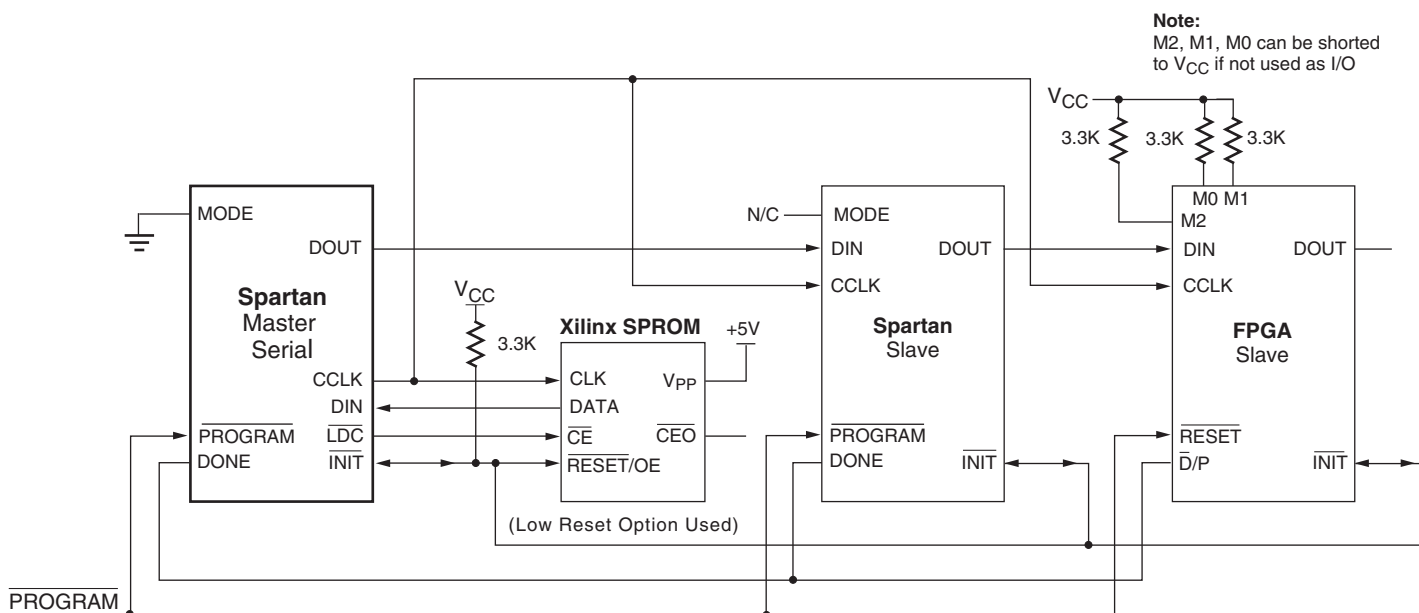 Note:
M2, M1, M0 can be shorted
to VCC if not used as I/O
VCC
3.3K
3.3K
3.3K
M0 M1
MODE
N/C
MODE
M2
DOUT
DIN
DOUT
DIN
DOUT
CCLK
CCLK
Spartan
Master
Serial
VCC
3.3K
Xilinx SPROM
+5V
Spartan
Slave
FPGA
Slave
CCLK
CLK
VPP
DIN
DATA
PROGRAM
LDC
CE
CEO
PROGRAM
RESET
DONE
INIT
RESET/OE
DONE
INIT
D/P
INIT
(Low Reset Option Used)
PROGRAM